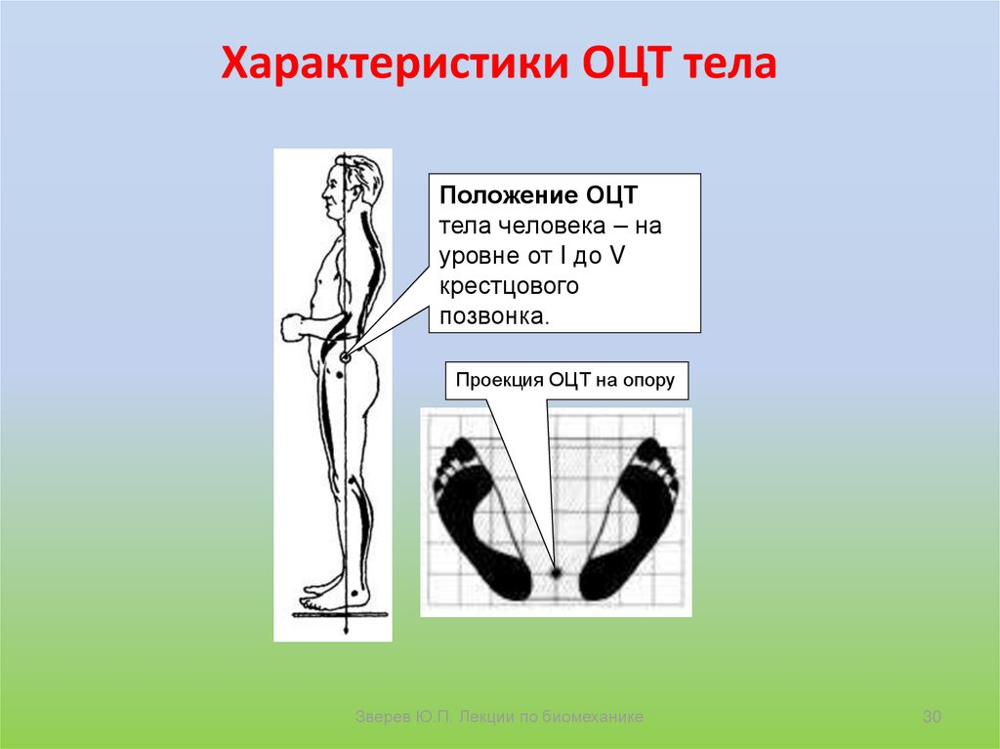 Характеристики ОЦТ тела
Положение ОЦТ
тела человека – на
уровне от I до V
крестцового
позвонка.
Проекция ОЦТ на опору
Зверев Ю.П. Лекции по биомеханике
30